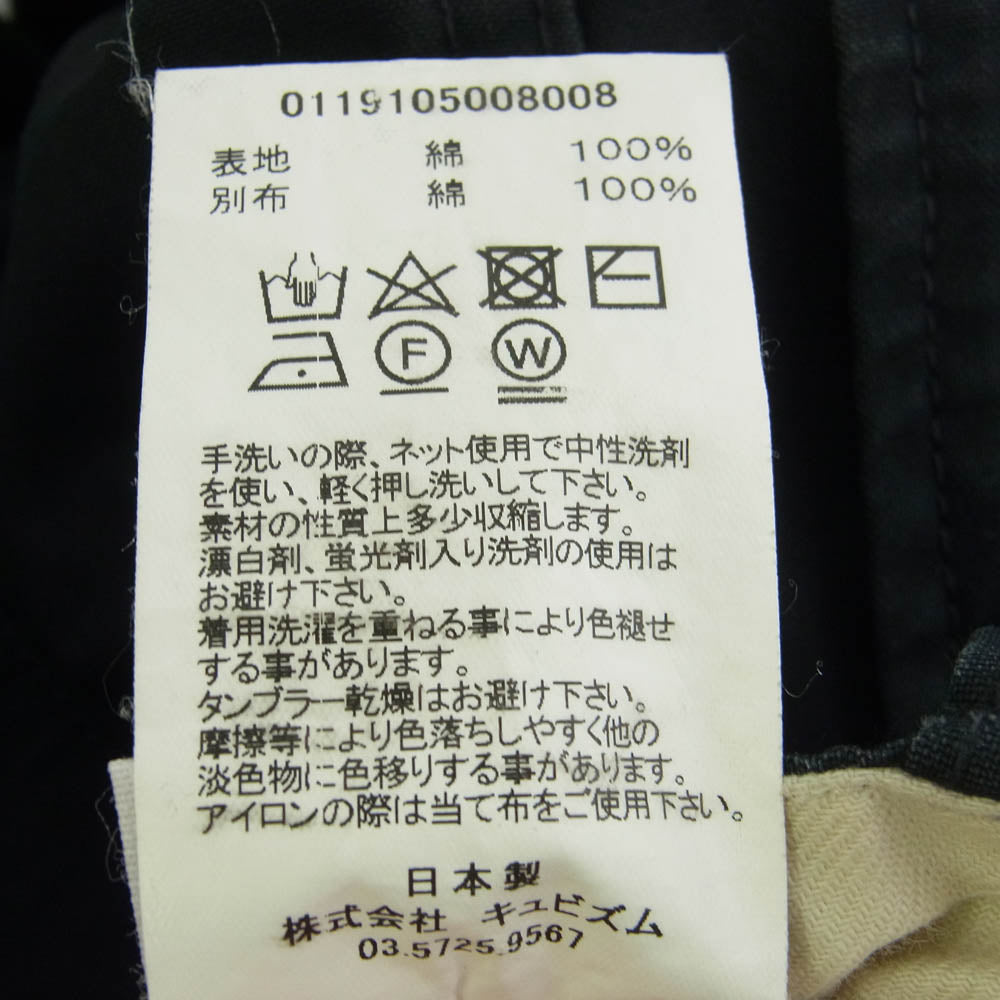 0119105008008
表地 綿 100%
別布 綿 100%
F W
手洗いの際、ネット使用で中性洗剤
を使い、軽く押し洗いして下さい。
素材の性質上多少収縮します。
漂白剤、蛍光剤入り洗剤の使用は
お避け下さい。
着用洗濯を重ねる事により色褪せ
する事があります。
タンブラー乾燥はお避け下さい。
摩擦等により色落ちしやすく他の
淡色物に色移りする事があります。
アイロンの際は当て布をご使用下さい。
日本製
株式会社 キュビズム
03.5725.9567